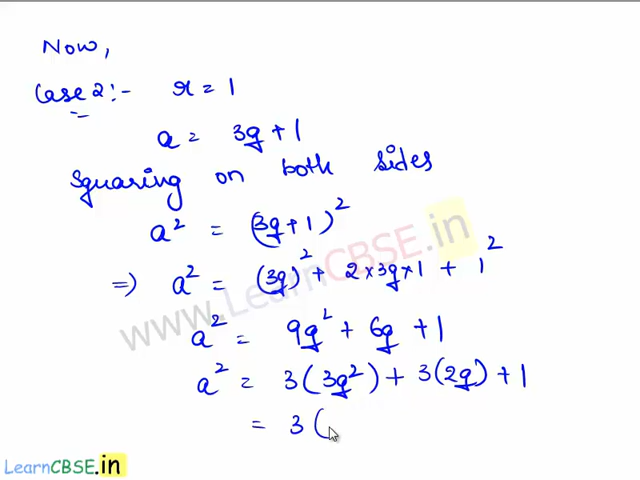 Now,
Case 2:- r = 1
a = 3q + 1
Squaring on both sides
a² = (3q + 1)²
⇒ a² = (3q)² + 2×3q×1 + 1²
www.LearnCBSE.in
a² = 9q² + 6q + 1
a² = 3(3q²) + 3(2q) + 1
= 3(
LearnCBSE.in